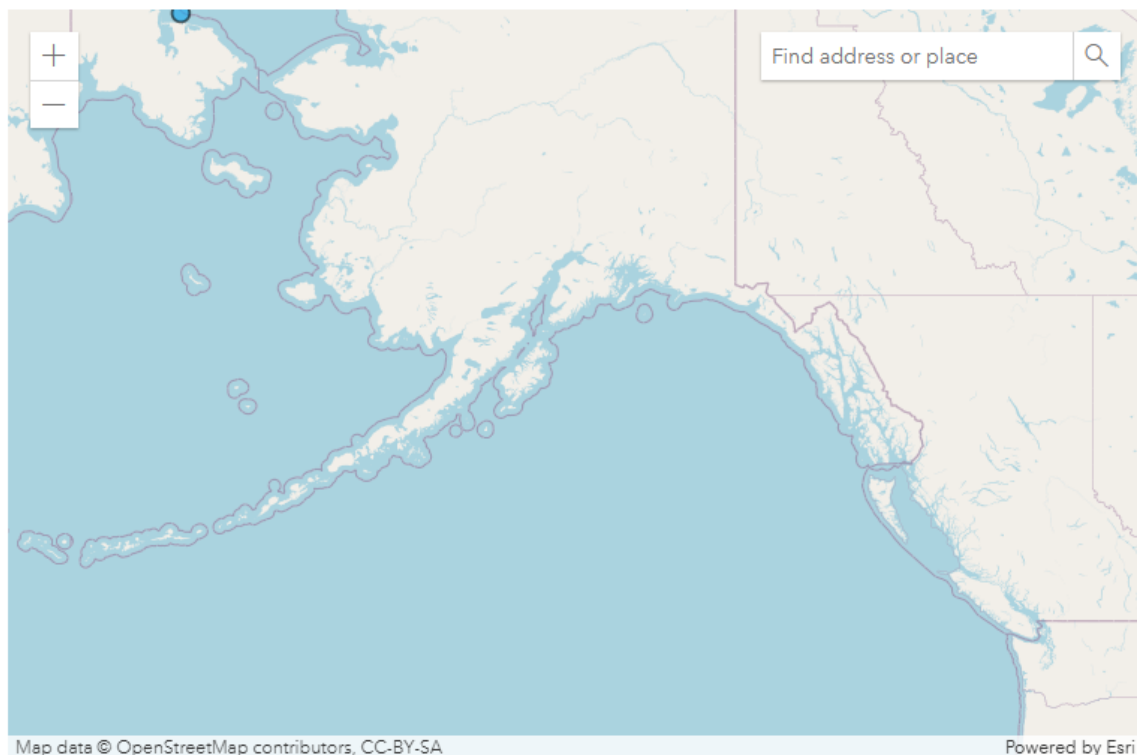 Find address or place
Map data © OpenStreetMap contributors, CC-BY-SA
Powered by Esri